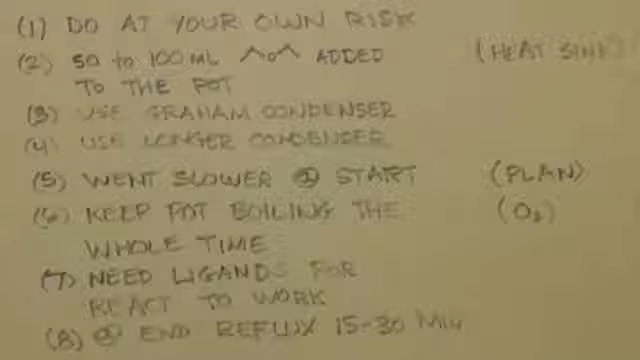 (1) DO AT YOUR OWN RISK
(2) 50 to 100 ML ^o^ ADDED (HEAT SINK)
TO THE POT
(3) USE GRAHAM CONDENSER
(4) USE LONGER CONDENSER
(5) WENT SLOWER @ START (PLAN)
(6) KEEP POT BOILING THE (O₂)
WHOLE TIME
(7) NEED LIGANDS FOR
REACT TO WORK
(8) @ END REFLUX 15-30 MIN